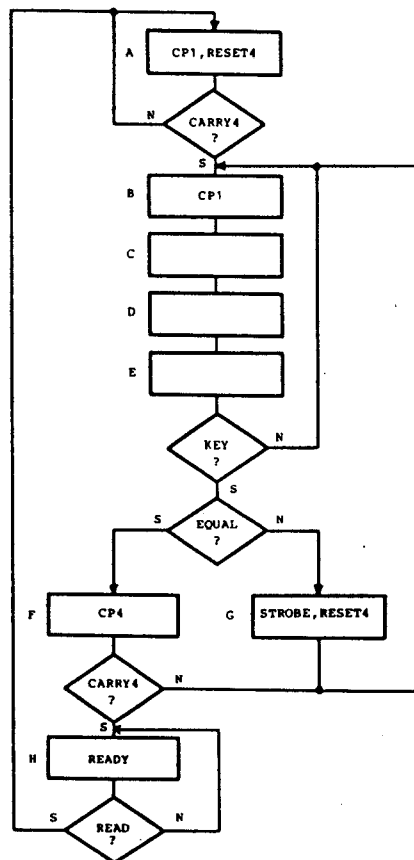 A
CP1,RESET4
N
CARRY4
?
S
B
CP1
C
D
E
KEY
?
N
S
S
EQUAL
?
N
F
CP4
G
STROBE,RESET4
CARRY4
?
N
S
H
READY
S
READ
?
N